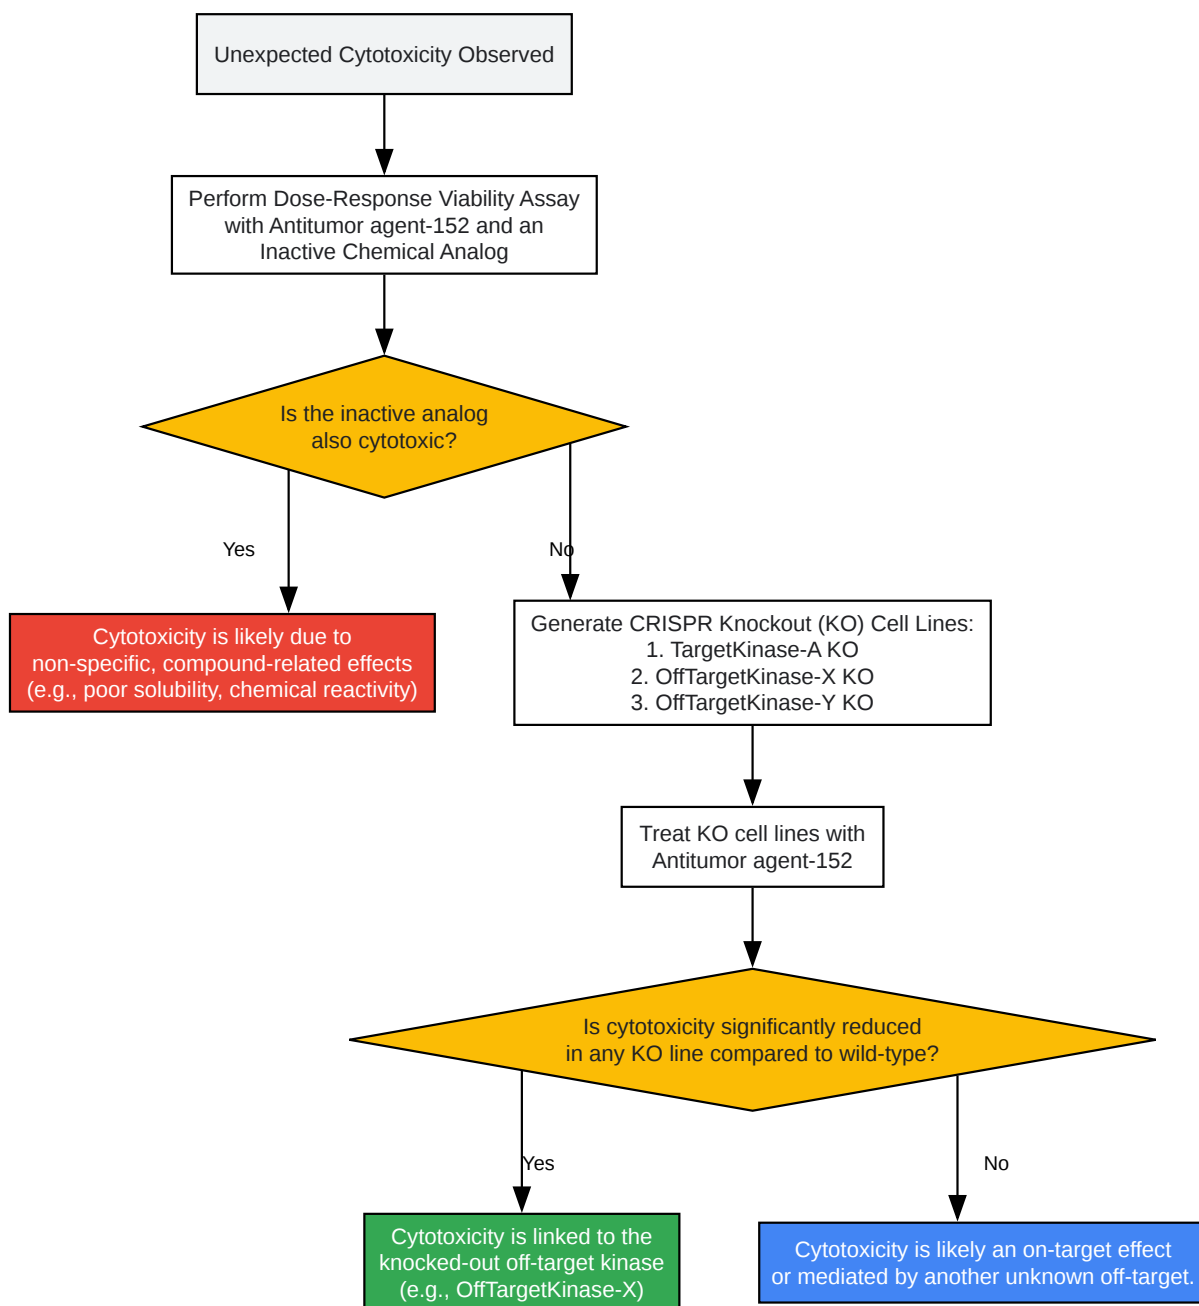 Unexpected Cytotoxicity Observed
Perform Dose-Response Viability Assay
with Antitumor agent-152 and an
Inactive Chemical Analog
Is the inactive analog
also cytotoxic?
Yes
No
Cytotoxicity is likely due to
non-specific, compound-related effects
(e.g., poor solubility, chemical reactivity)
Generate CRISPR Knockout (KO) Cell Lines:
1. TargetKinase-A KO
2. OffTargetKinase-X KO
3. OffTargetKinase-Y KO
Treat KO cell lines with
Antitumor agent-152
Is cytotoxicity significantly reduced
in any KO line compared to wild-type?
Yes
No
Cytotoxicity is linked to the
knocked-out off-target kinase
(e.g., OffTargetKinase-X)
Cytotoxicity is likely an on-target effect
or mediated by another unknown off-target.